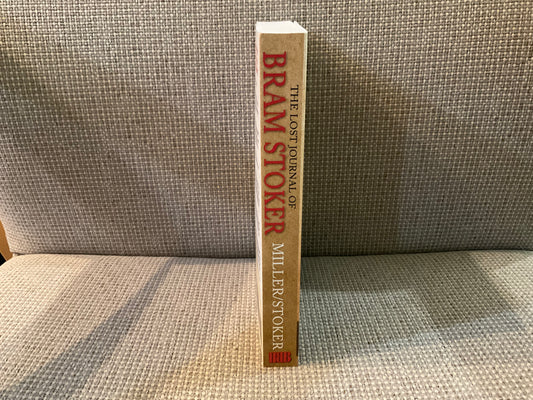 THE LOST JOURNAL OF
BRAM STOKER
MILLER/STOKER